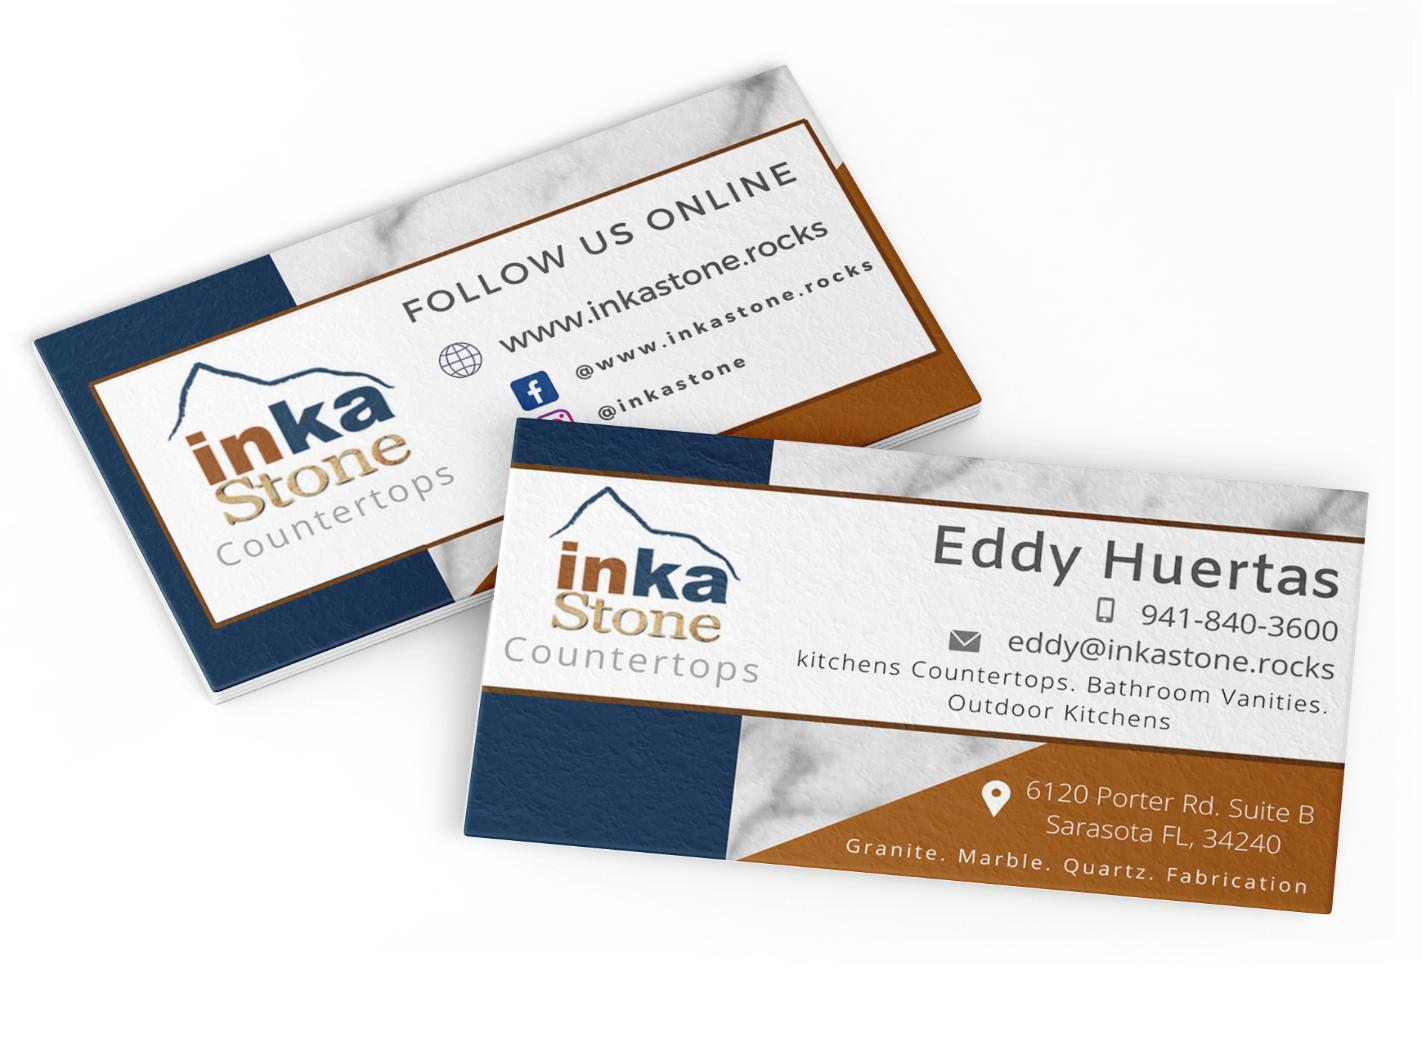 FOLLOW US ONLINE
www.inkastone.rocks
@www.inkastone.rocks
@inkastone
inka
Stone
Countertops
inka
Stone
Countertops
Eddy Huertas
941-840-3600
eddy@inkastone.rocks
kitchens Countertops. Bathroom Vanities.
Outdoor Kitchens
6120 Porter Rd. Suite B
Sarasota FL, 34240
Granite. Marble. Quartz. Fabrication